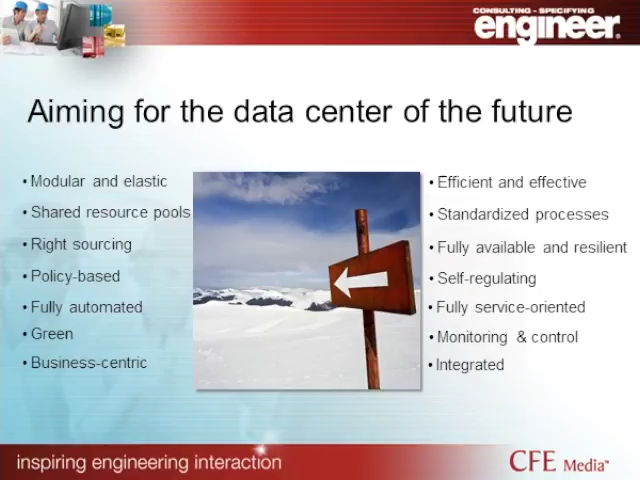 CONSULTING - SPECIFYING
engineer®
Aiming for the data center of the future
• Modular and elastic
• Shared resource pools
• Right sourcing
• Policy-based
• Fully automated
• Green
• Business-centric
• Efficient and effective
• Standardized processes
• Fully available and resilient
• Self-regulating
• Fully service-oriented
• Monitoring & control
• Integrated
inspiring engineering interaction
CFE Media™